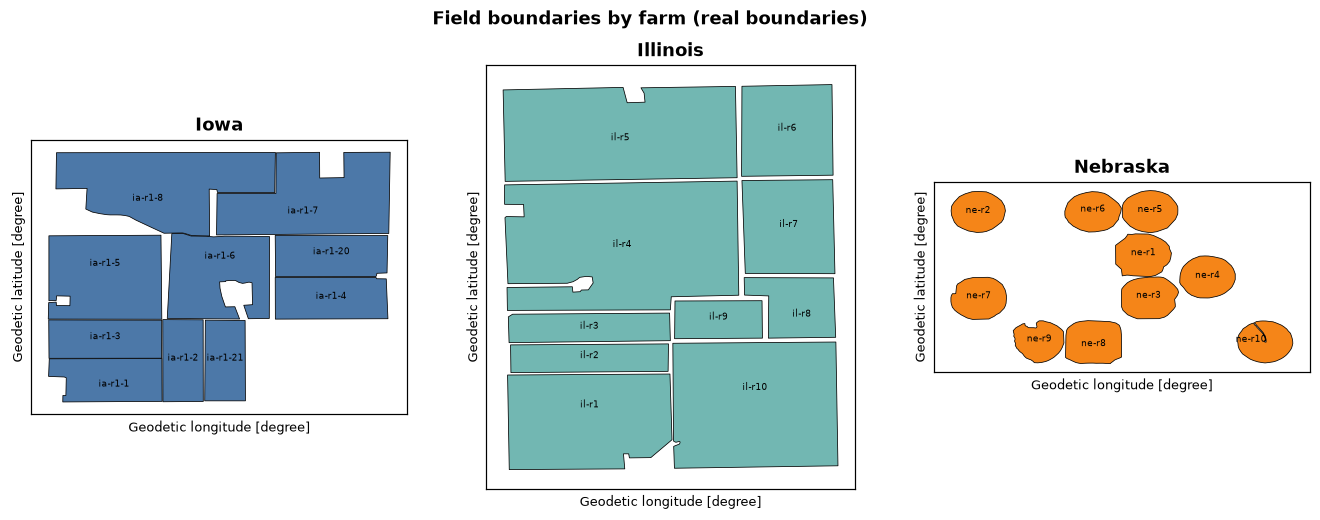 Field boundaries by farm (real boundaries)
Iowa
Geodetic latitude [degree]
ia-r1-8
ia-r1-7
ia-r1-5
ia-r1-6
ia-r1-20
ia-r1-4
ia-r1-3
ia-r1-2
ia-r1-21
ia-r1-1
Geodetic longitude [degree]
Illinois
Geodetic latitude [degree]
il-r5
il-r6
il-r4
il-r7
il-r9
il-r8
il-r3
il-r2
il-r1
il-r10
Geodetic longitude [degree]
Nebraska
Geodetic latitude [degree]
ne-r2
ne-r6
ne-r5
ne-r1
ne-r4
ne-r7
ne-r3
ne-r9
ne-r8
ne-r10
Geodetic longitude [degree]